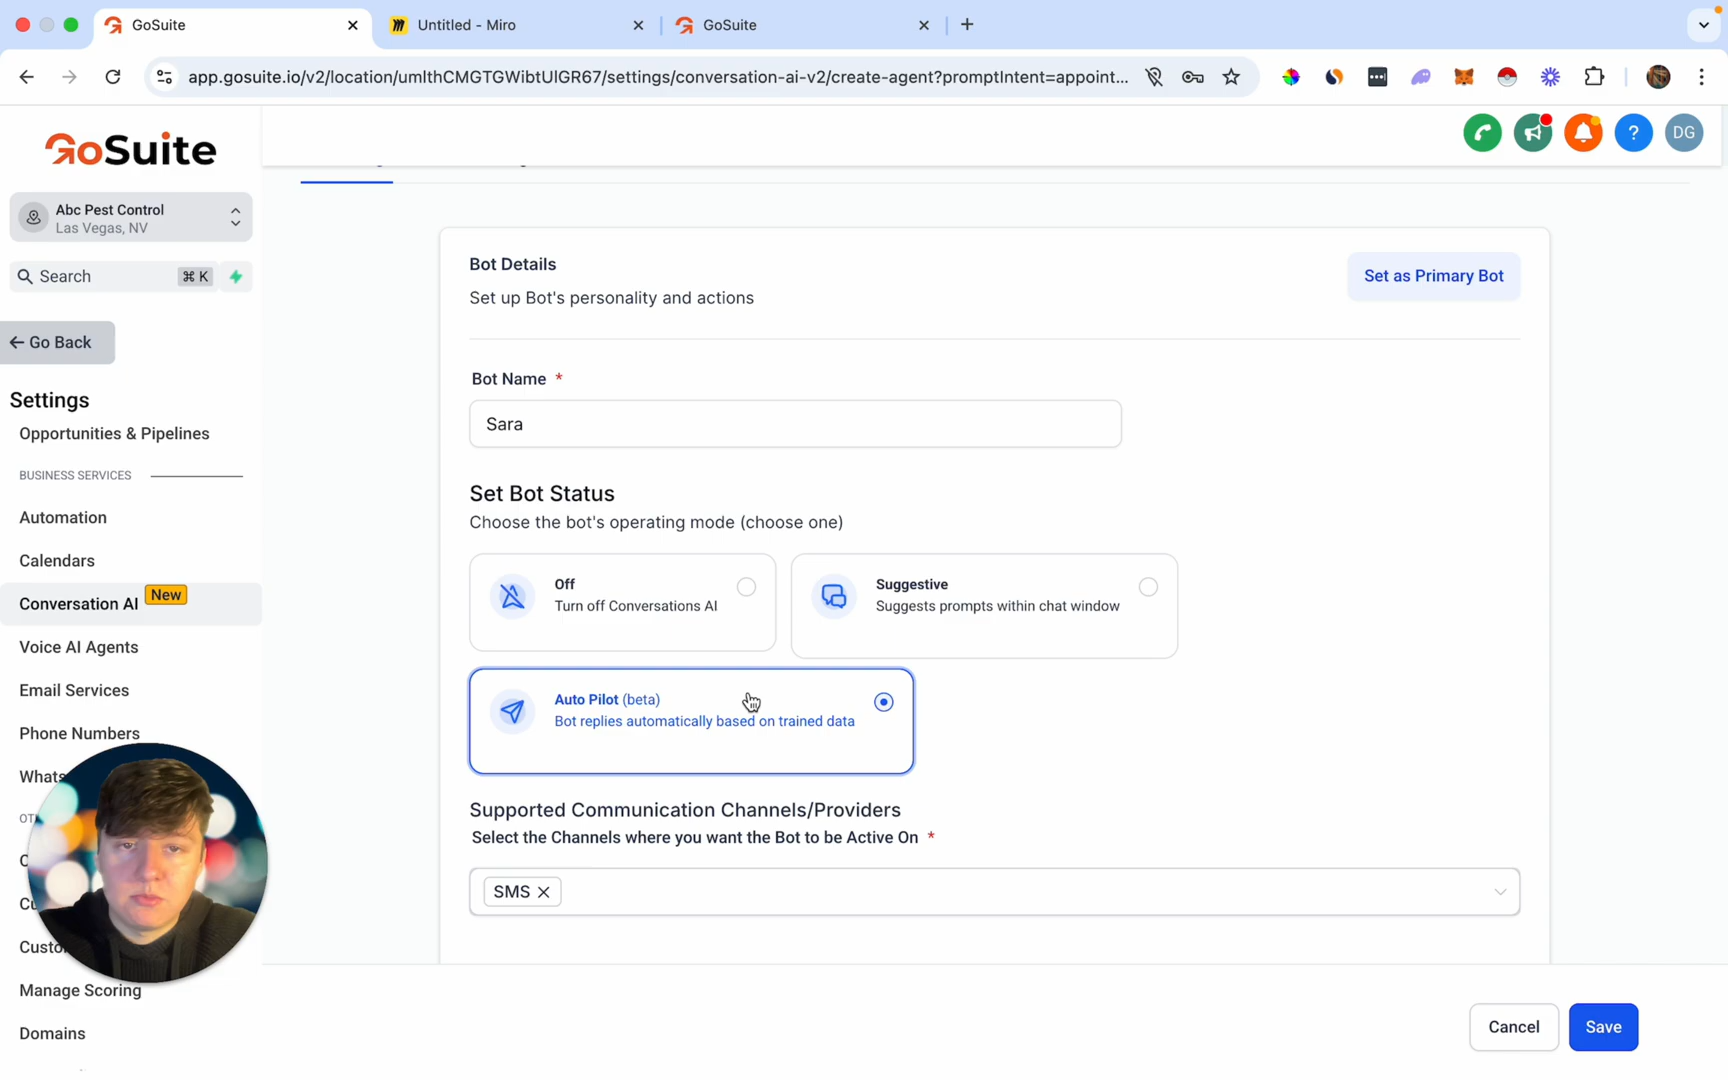 GoSuite
Untitled - Miro
GoSuite
app.gosuite.io/v2/location/umIthCMGTGWibtUIGR67/settings/conversation-ai-v2/create-agent?promptIntent=appoint...
GoSuite
DG
Abc Pest Control
Las Vegas, NV
Search
⌘ K
Go Back
Settings
Opportunities & Pipelines
BUSINESS SERVICES
Automation
Calendars
Conversation AI
New
Voice AI Agents
Email Services
Phone Numbers
Whats
Custo
Manage Scoring
Domains
Bot Details
Set up Bot's personality and actions
Set as Primary Bot
Bot Name *
Sara
Set Bot Status
Choose the bot's operating mode (choose one)
Off
Turn off Conversations AI
Suggestive
Suggests prompts within chat window
Auto Pilot (beta)
Bot replies automatically based on trained data
Supported Communication Channels/Providers
Select the Channels where you want the Bot to be Active On *
SMS
Cancel
Save